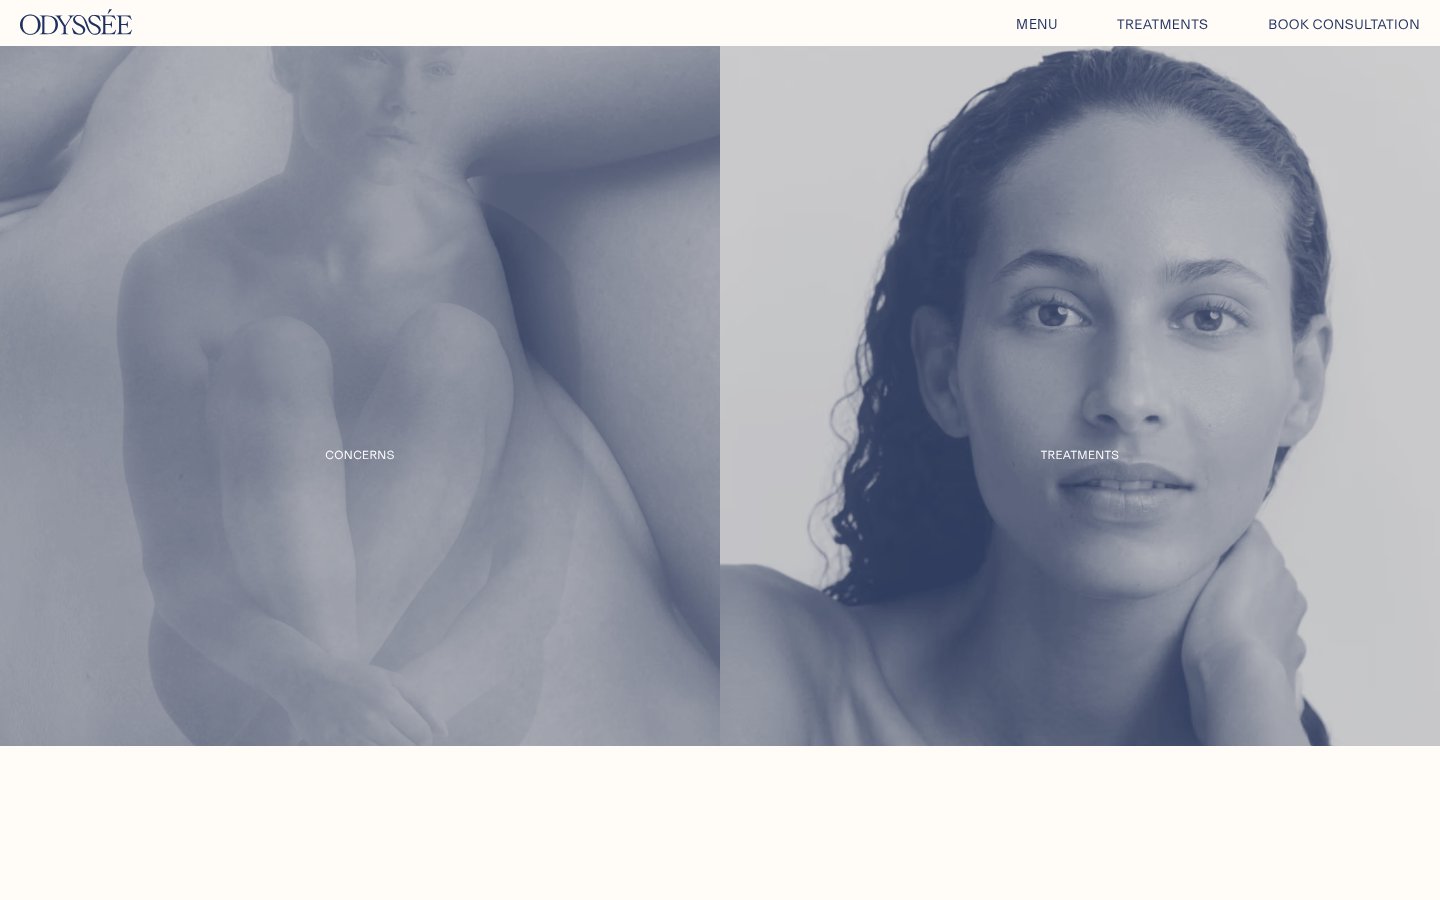 ODYSSÉE
MENU
TREATMENTS
BOOK CONSULTATION
CONCERNS
TREATMENTS